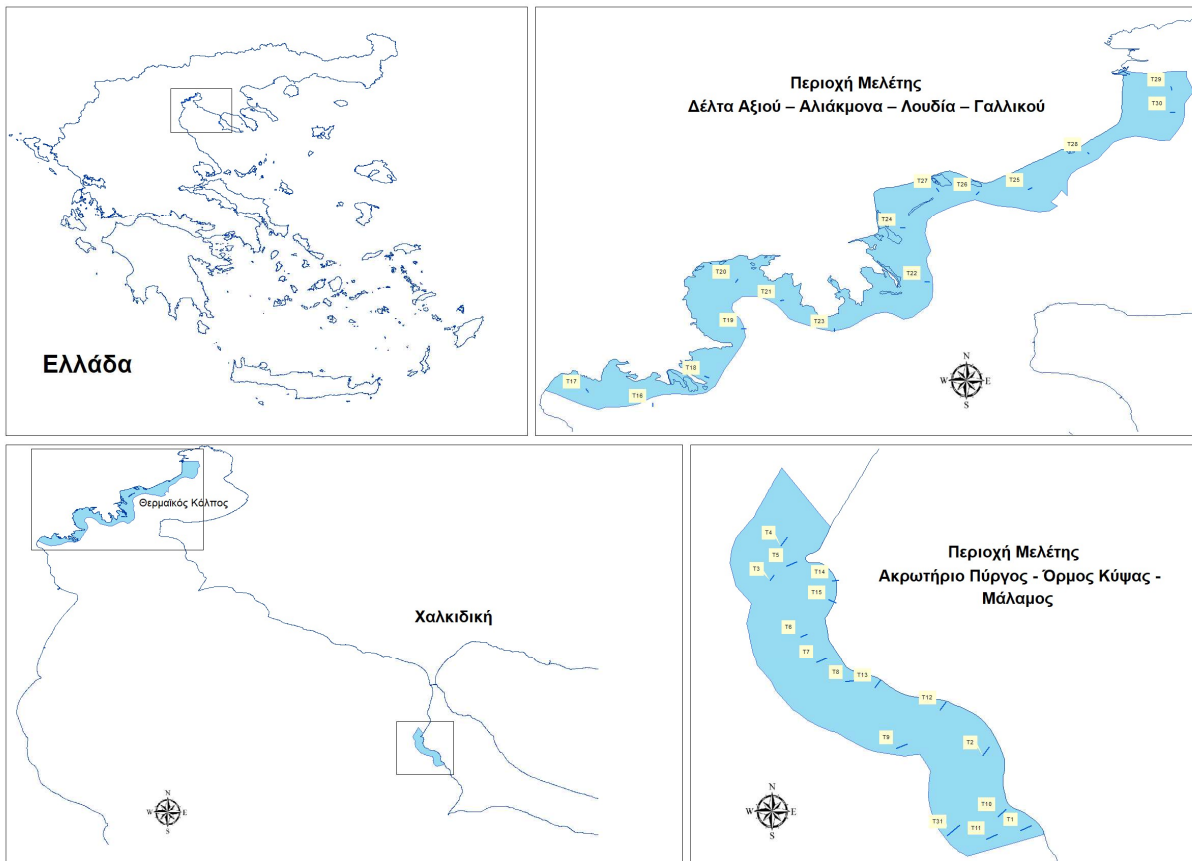 Ελλάδα
Περιοχή Μελέτης
Δέλτα Αξιού – Αλιάκμονα – Λουδία – Γαλλικού
T29
T30
T28
T27
T26
T25
T24
T22
T20
T21
T19
T23
T18
T17
T16
N
W E
S
Θερμαϊκός Κάλπος
Χαλκιδική
N
W E
S
Περιοχή Μελέτης
Ακρωτήριο Πύργος - Όρμος Κύψας -
Μάλαμος
T4
T5
T3
T14
T15
T6
T7
T8
T13
T12
T9
T2
T10
T1
T31
T11
N
W E
S